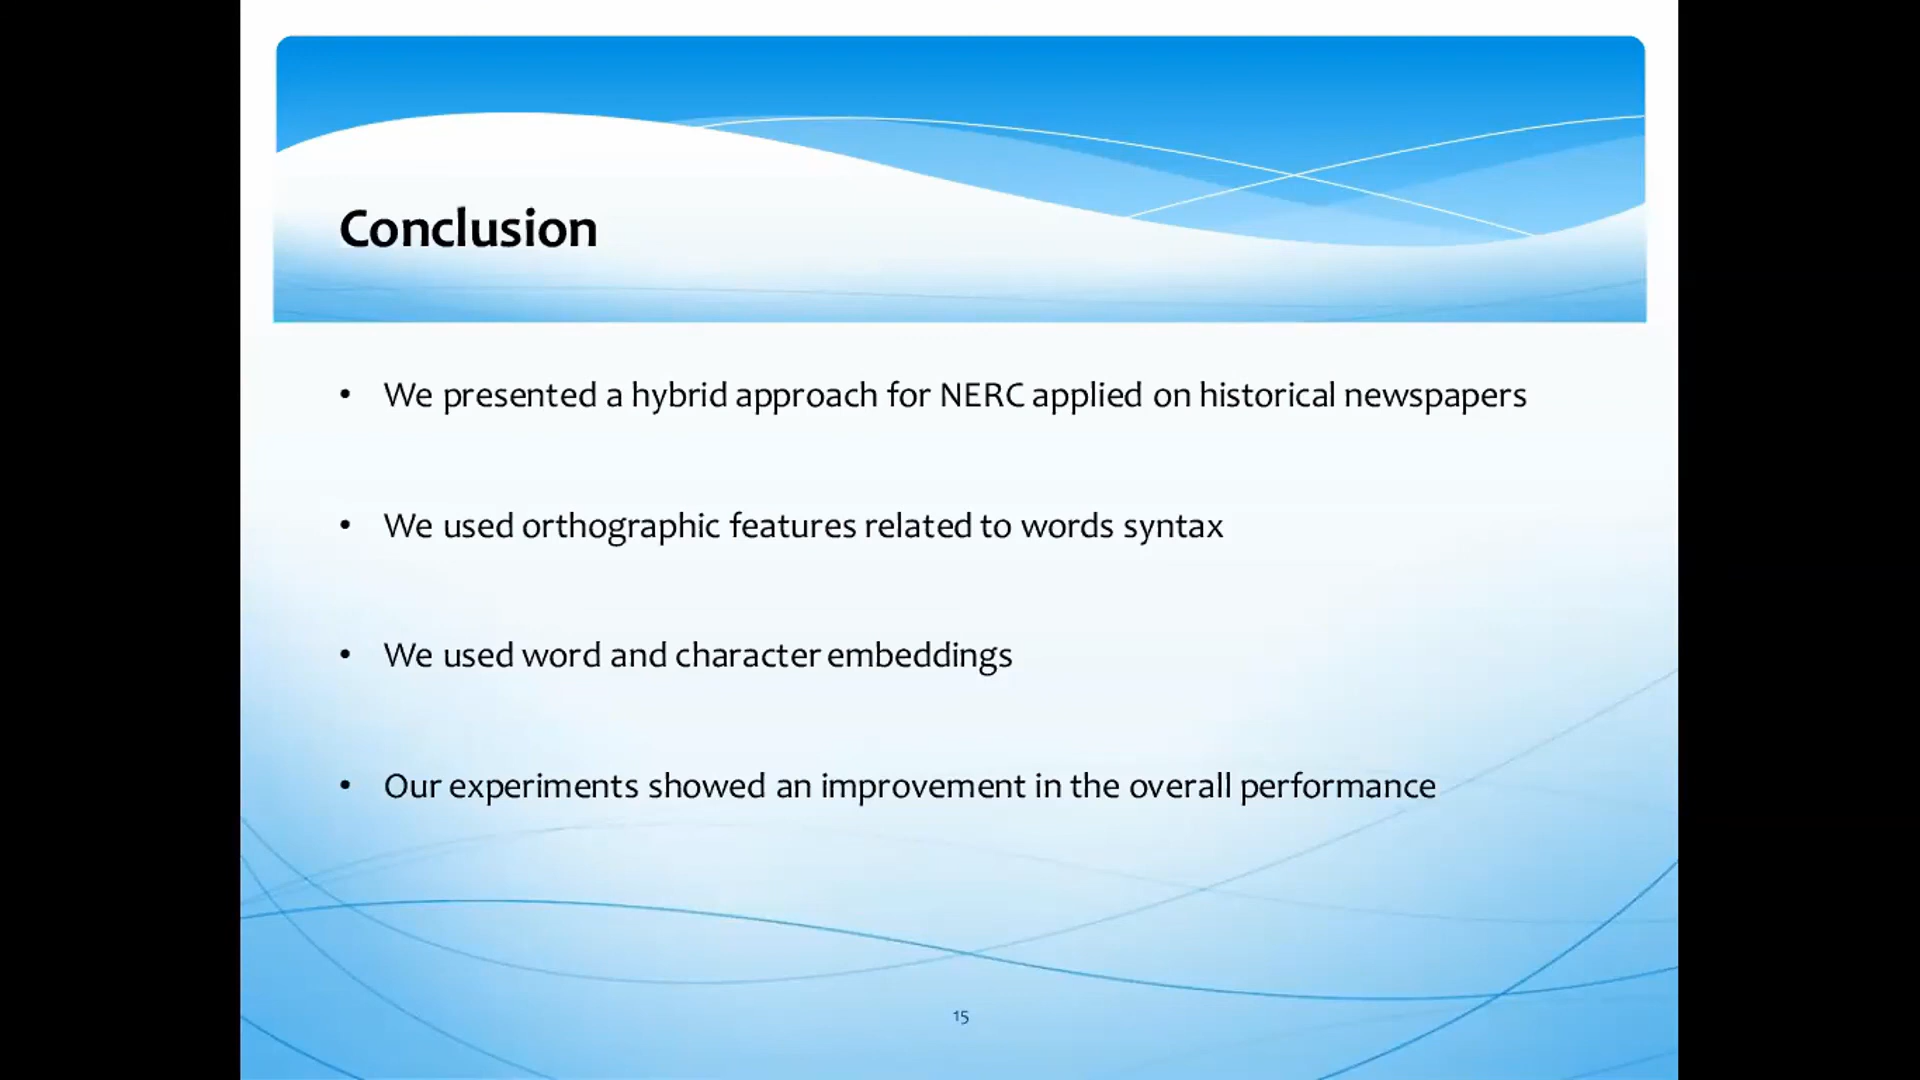 Conclusion
• We presented a hybrid approach for NERC applied on historical newspapers
• We used orthographic features related to words syntax
• We used word and character embeddings
• Our experiments showed an improvement in the overall performance
15